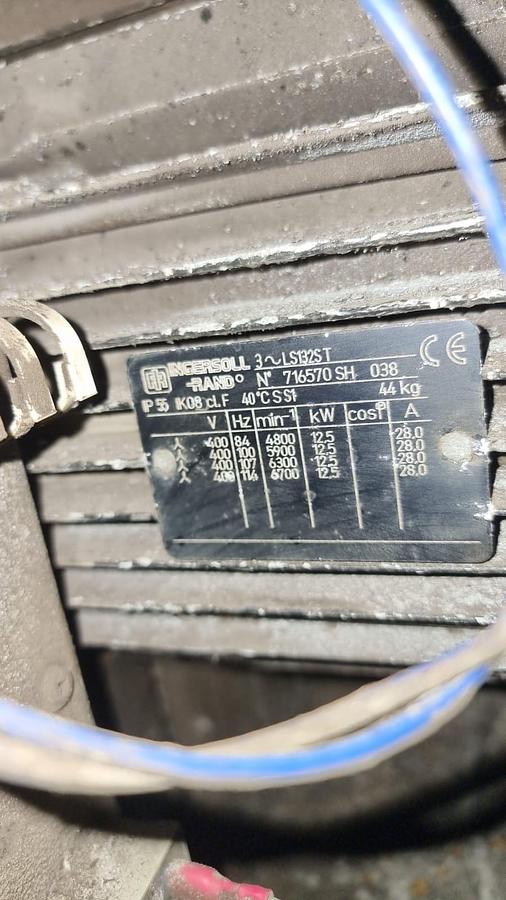 IR INGERSOLL 3~LS132ST CE
-RAND® N° 716570 SH 038
IP 55 IK08 cl.F 40°C S S1 44 kg
V Hz min⁻¹ kW cosφ A
400 84 4800 12.5 28.0
400 100 5900 12.5 28.0
400 107 6300 12.5 28.0
400 114 6700 12.5 28.0